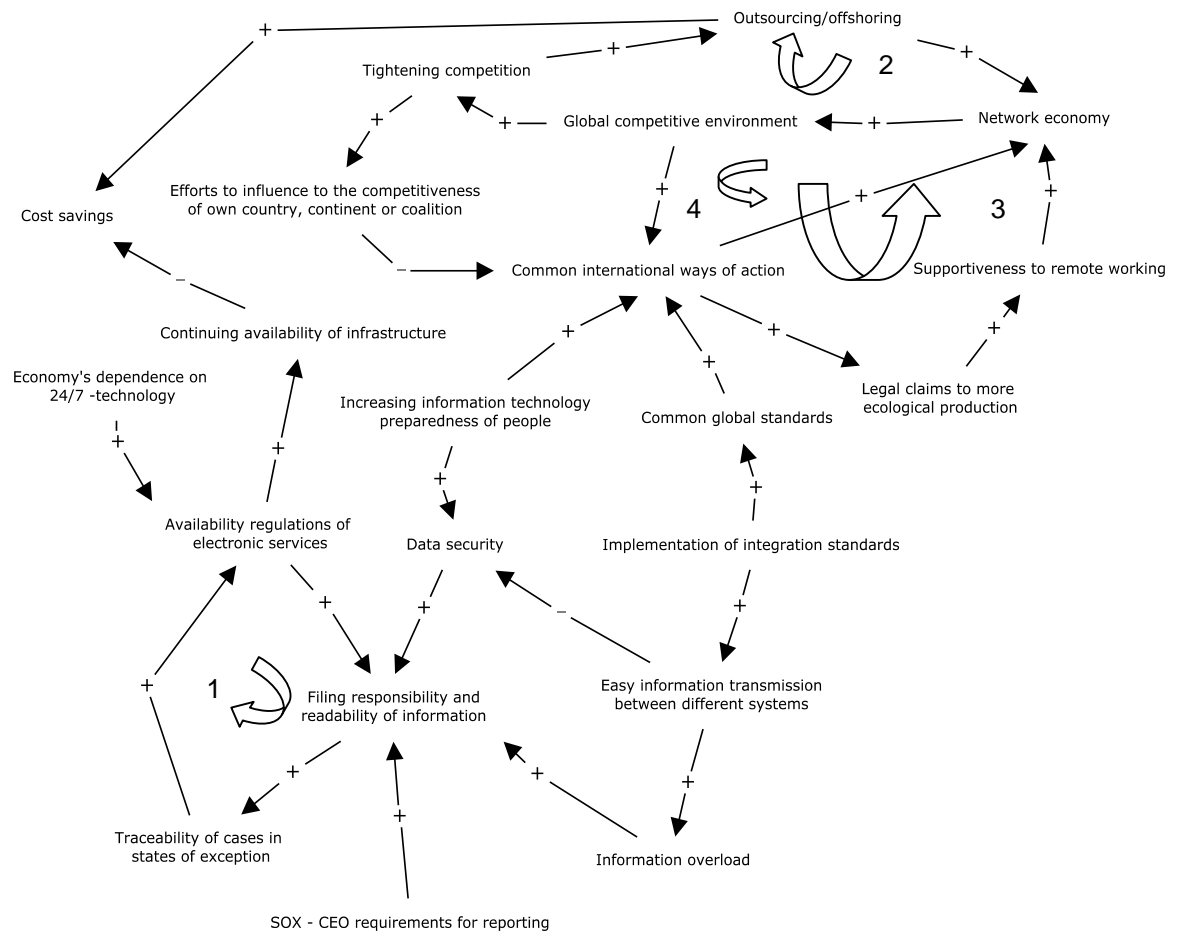 Outsourcing/offshoring
+
+
Tightening competition
+
2
+
Global competitive environment
+
+
Network economy
+
Efforts to influence to the competitiveness
of own country, continent or coalition
+
4
+
3
+
Cost savings
–
Common international ways of action
Supportiveness to remote working
–
Continuing availability of infrastructure
+
+
+
+
Economy's dependence on
24/7 -technology
Increasing information technology
preparedness of people
Common global standards
Legal claims to more
ecological production
+
+
+
+
Availability regulations of
electronic services
Data security
Implementation of integration standards
+
+
–
+
+
1
Filing responsibility and
readability of information
Easy information transmission
between different systems
+
+
+
+
Traceability of cases in
states of exception
Information overload
SOX - CEO requirements for reporting